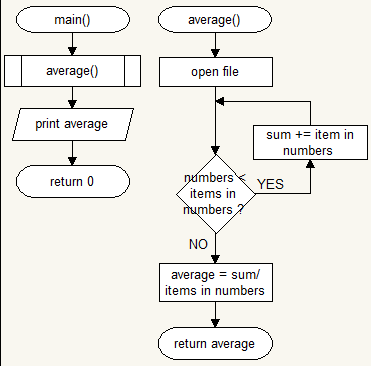 main()
average()
print average
return 0
average()
open file
sum += item in
numbers
numbers <
items in
numbers ?
YES
NO
average = sum/
items in numbers
return average